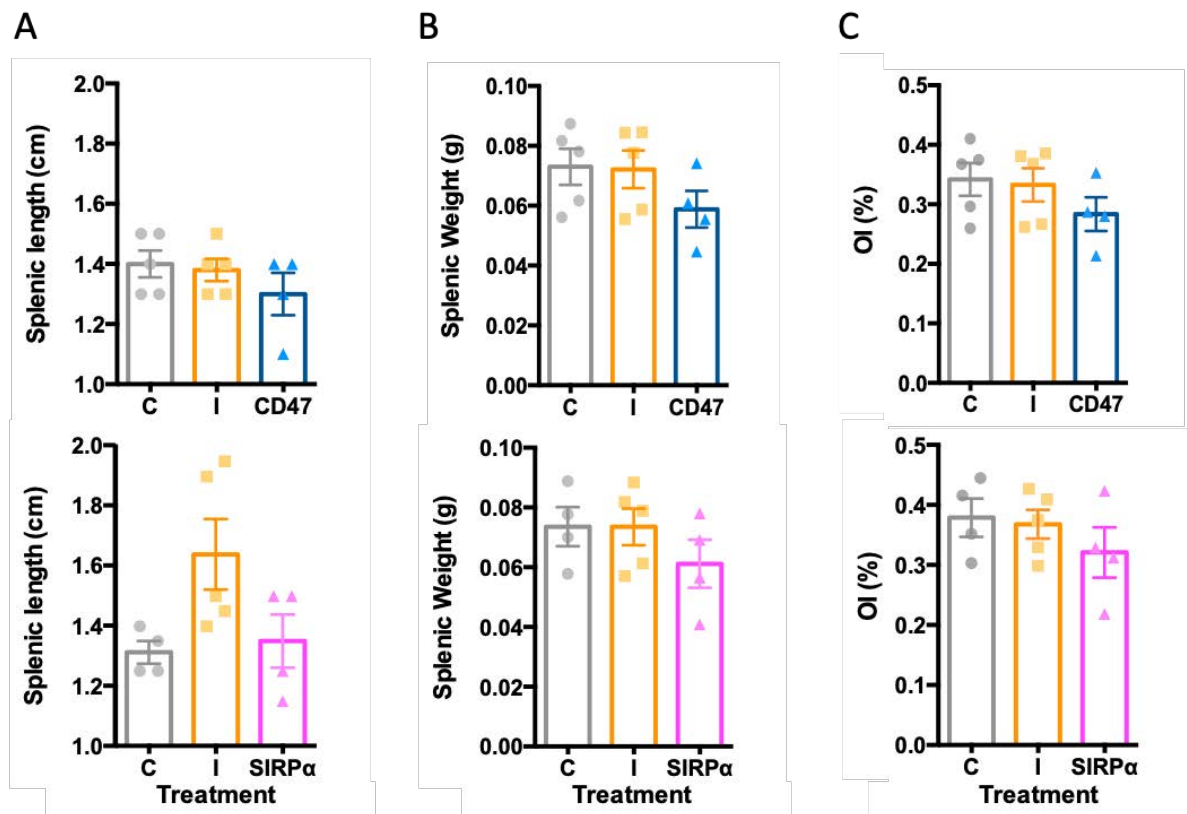 A
B
C
Splenic length (cm)
2.0
1.8
1.6
1.4
1.2
1.0
C I CD47
Splenic Weight (g)
0.10
0.08
0.06
0.04
0.02
0.00
C I CD47
OI (%)
0.5
0.4
0.3
0.2
0.1
0.0
C I CD47
Splenic length (cm)
2.0
1.8
1.6
1.4
1.2
1.0
C I SIRPα
Treatment
Splenic Weight (g)
0.10
0.08
0.06
0.04
0.02
0.00
C I SIRPα
Treatment
OI (%)
0.5
0.4
0.3
0.2
0.1
0.0
C I SIRPα
Treatment